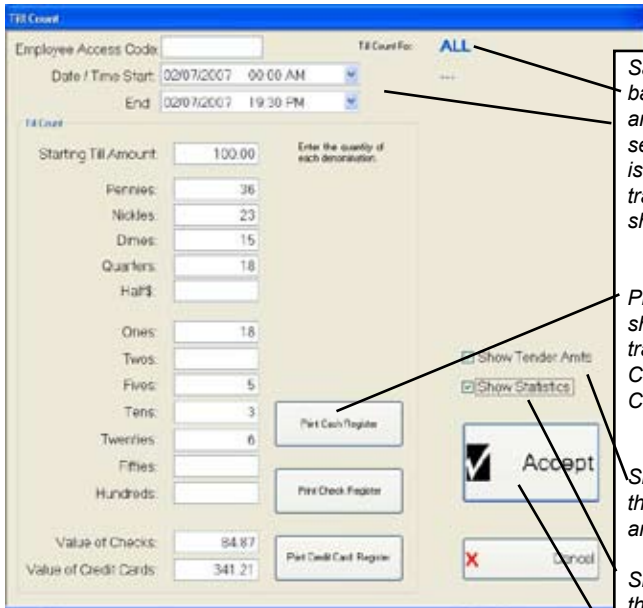 Till Count
Employee Access Code: Till Count For: ALL
Date / Time Start: 02/07/2007 00:00 AM ---
End: 02/07/2007 19:30 PM
Till Count
Starting Till Amount: 100.00 Enter the quantity of
each denomination.
Pennies: 36
Nickles: 23
Dimes: 15
Quarters: 18
Half$:
Ones: 18
Twos:
Fives: 5
Tens: 3
Twenties: 6
Fifties:
Hundreds:
Value of Checks: 84.87
Value of Credit Cards: 341.21
Print Cash Register
Print Check Register
Print Credit Card Register
Show Tender Amts
Show Statistics
Accept
X Cancel